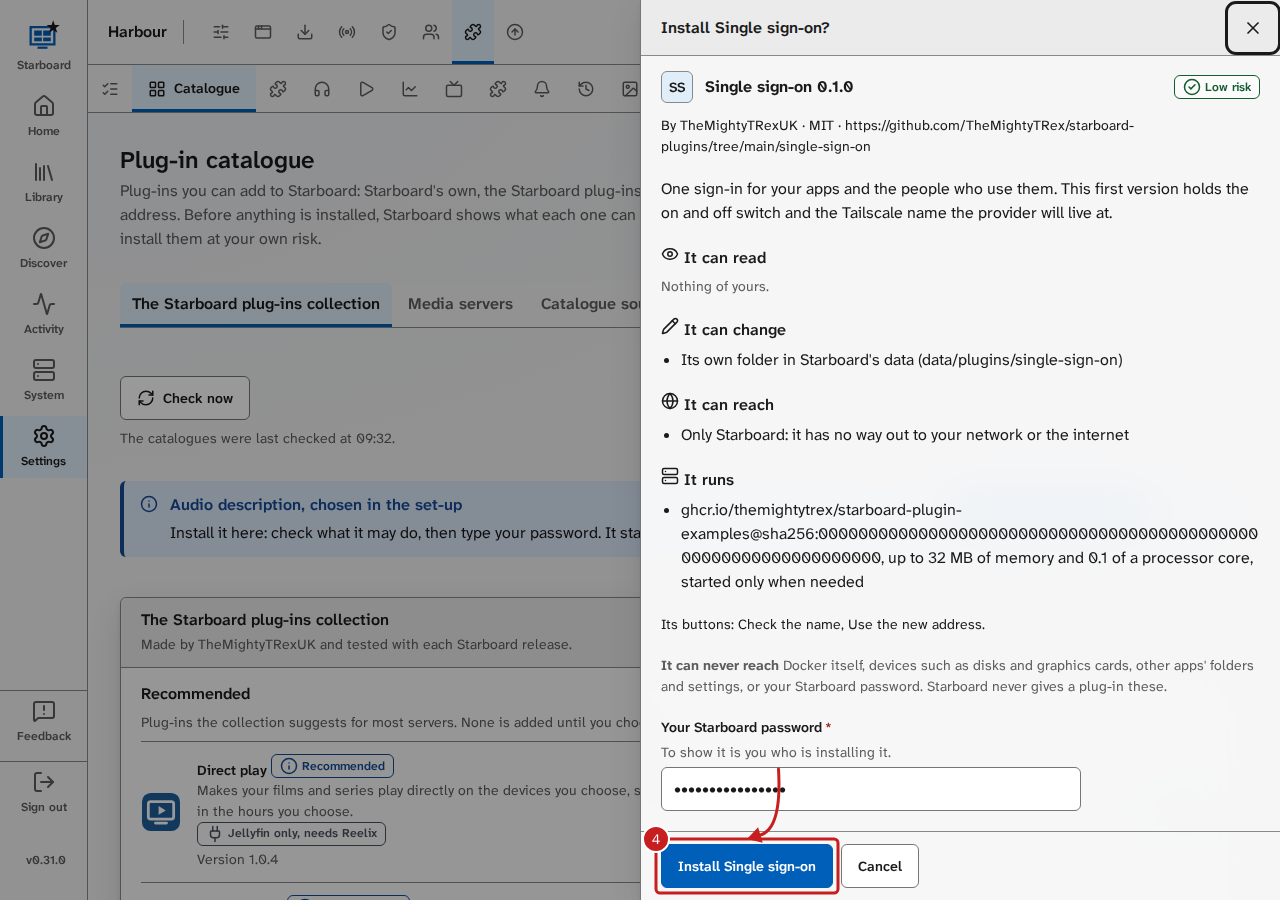 Starboard
Home
Library
Discover
Activity
System
Settings
Feedback
Sign out
v0.31.0
Harbour
Catalogue
Plug-in catalogue
Plug-ins you can add to Starboard: Starboard's own, the Starboard plug-ins
address. Before anything is installed, Starboard shows what each one can
install them at your own risk.
The Starboard plug-ins collection
Media servers
Catalogue sou
Check now
The catalogues were last checked at 09:32.
Audio description, chosen in the set-up
Install it here: check what it may do, then type your password. It sta
The Starboard plug-ins collection
Made by TheMightyTRexUK and tested with each Starboard release.
Recommended
Plug-ins the collection suggests for most servers. None is added until you choo
Direct play Recommended
Makes your films and series play directly on the devices you choose, s
in the hours you choose.
Jellyfin only, needs Reelix
Version 1.0.4
Install Single sign-on?
SS
Single sign-on 0.1.0
Low risk
By TheMightyTRexUK · MIT · https://github.com/TheMightyTRex/starboard-
plugins/tree/main/single-sign-on
One sign-in for your apps and the people who use them. This first version holds the
on and off switch and the Tailscale name the provider will live at.
It can read
Nothing of yours.
It can change
• Its own folder in Starboard's data (data/plugins/single-sign-on)
It can reach
• Only Starboard: it has no way out to your network or the internet
It runs
• ghcr.io/themightytrex/starboard-plugin-
examples@sha256:00000000000000000000000000000000000000000000
00000000000000000000, up to 32 MB of memory and 0.1 of a processor core,
started only when needed
Its buttons: Check the name, Use the new address.
It can never reach Docker itself, devices such as disks and graphics cards, other apps' folders
and settings, or your Starboard password. Starboard never gives a plug-in these.
Your Starboard password *
To show it is you who is installing it.
••••••••••••••••
4
Install Single sign-on
Cancel